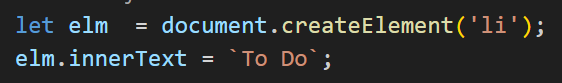 let elm  = document.createElement('li');
elm.innerText = `To Do`;